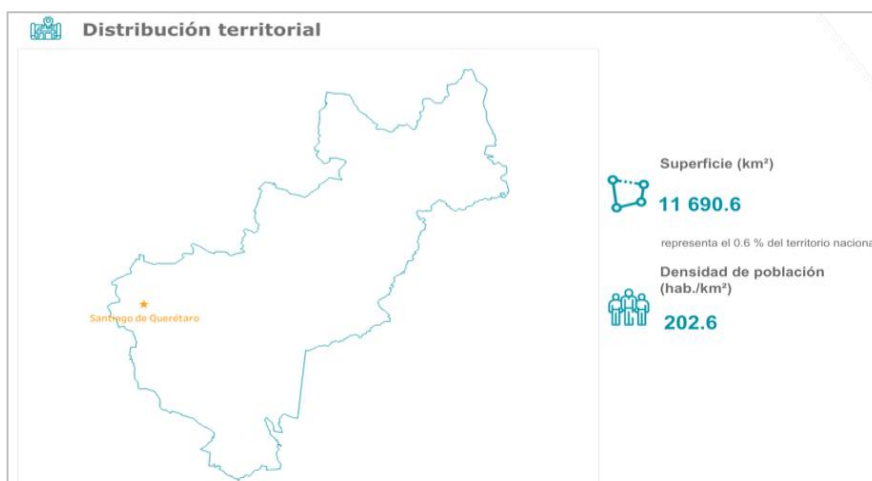 Distribución territorial
Superficie (km²)
11 690.6
representa el 0.6 % del territorio naciona
Densidad de población
(hab./km²)
202.6
Santiago de Querétaro